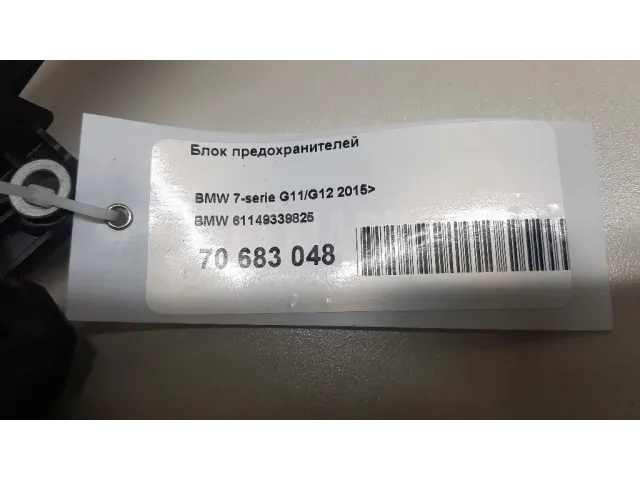 Блок предохранителей
BMW 7-serie G11/G12 2015>
BMW 61149339825
70 683 048